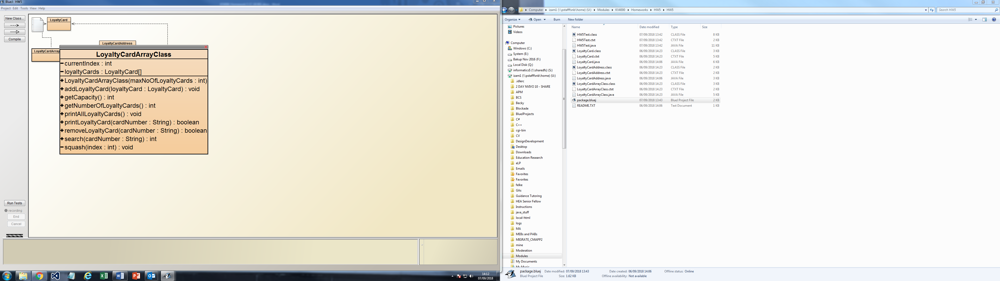 BlueJ: HW5
Project Edit Tools View Help
New Class...
Compile
LoyaltyCard
LoyaltyCardAddress
LoyaltyCardArray
LoyaltyCardArrayClass
currentIndex : int
loyaltyCards : LoyaltyCard[]
LoyaltyCardArrayClass(maxNoOfLoyaltyCards : int)
addLoyaltyCard(loyaltyCard : LoyaltyCard) : void
getCapacity() : int
getNumberOfLoyaltyCards() : int
printAllLoyaltyCards() : void
printLoyaltyCard(cardNumber : String) : boolean
removeLoyaltyCard(cardNumber : String) : boolean
search(cardNumber : String) : int
squash(index : int) : void
Run Tests
recording
End
Cancel
14:12
07/09/2018
Computer izam1 (\\pstafffsnb\home) (U:) Modules KV4000 Homeworks HW5 HW5
Search HW5
Organize Open Burn New folder
Pictures
Videos
Computer
Windows (C:)
System (E:)
Bakup Nov 2016 (F:)
Local Disk (Q:)
informatics$ (\\sharedfs) (S:)
izam1 (\\pstafffsnb\home) (U:)
.idlerc
2 DAY NVIVO 10 - SHARE
APM
BCS
Becky
Blockade
BlueJProjects
C#
C++
cgi-bin
CV
DesignDevelopment
Desktop
Downloads
Education Research
eLP
Emails
Favorites
Favorites
felke
GAs
Guidance Tutoring
HEA Senior Fellow
Instructions
java_stuff
local-html
logs
MA
MEBs and PABs
MIGRATE_CMAPP2
mine
Moderation
Modules
My Documents
My Music
Name Date modified Type Size
HW5Test.class 07/09/2018 13:42 CLASS File 8 KB
HW5Test.ctxt 07/09/2018 13:42 CTXT File 2 KB
HW5Test.java 07/09/2018 13:42 JAVA File 11 KB
LoyaltyCard.class 06/09/2018 14:23 CLASS File 3 KB
LoyaltyCard.ctxt 06/09/2018 14:23 CTXT File 5 KB
LoyaltyCard.java 06/09/2018 14:06 JAVA File 6 KB
LoyaltyCardAddress.class 06/09/2018 14:23 CLASS File 2 KB
LoyaltyCardAddress.ctxt 06/09/2018 14:23 CTXT File 2 KB
LoyaltyCardAddress.java 06/09/2018 14:06 JAVA File 3 KB
LoyaltyCardArrayClass.class 06/09/2018 14:23 CLASS File 3 KB
LoyaltyCardArrayClass.ctxt 06/09/2018 14:23 CTXT File 2 KB
LoyaltyCardArrayClass.java 06/09/2018 14:23 JAVA File 5 KB
package.bluej 07/09/2018 13:43 BlueJ Project File 2 KB
README.TXT 06/09/2018 14:06 Text Document 1 KB
package.bluej Date modified: 07/09/2018 13:43 Date created: 06/09/2018 14:06 Offline status: Online
BlueJ Project File Size: 1.62 KB Offline availability: Not available